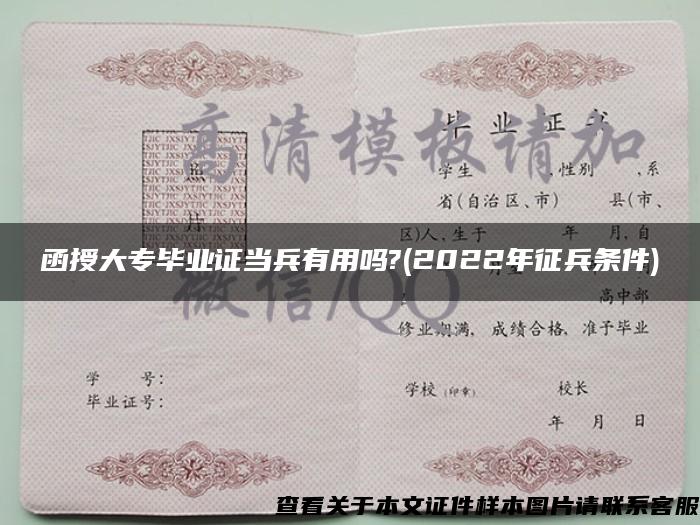 高清模板请加
毕业证书
JXSJYTJIC
照
片
学生 ,性别 ,系
省(自治区、市) 县(市、
区)人,生于 年 月,自
函授大专毕业证当兵有用吗?(2022年征兵条件)
微信/QQ
高中部
修业期满, 成绩合格, 准予毕业
学 号:
毕业证号:
学校(印章) 校长
年 月 日
查看关于本文证件样本图片请联系客服